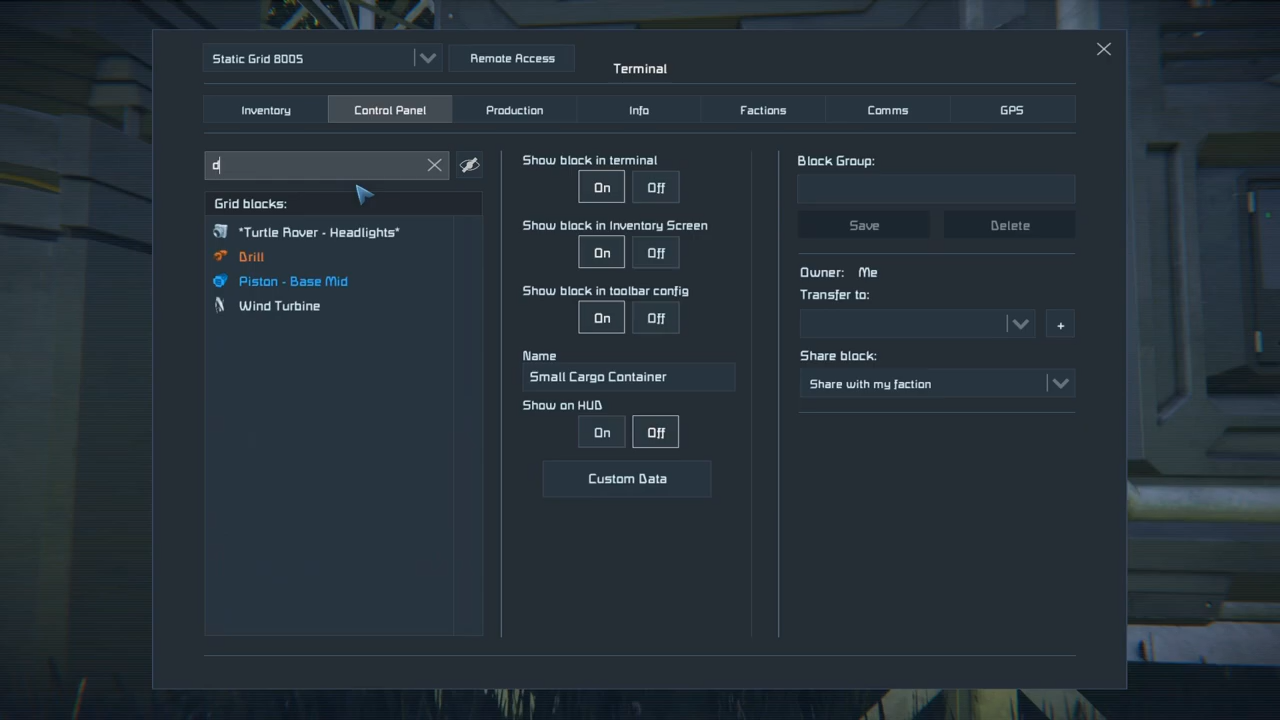 Static Grid 8005
Remote Access
Terminal
Inventory
Control Panel
Production
Info
Factions
Comms
GPS
d
Grid blocks:
*Turtle Rover - Headlights*
Drill
Piston - Base Mid
Wind Turbine
Show block in terminal
On
Off
Show block in Inventory Screen
On
Off
Show block in toolbar config
On
Off
Name
Small Cargo Container
Show on HUD
On
Off
Custom Data
Block Group:
Save
Delete
Owner: Me
Transfer to:
+
Share block:
Share with my faction